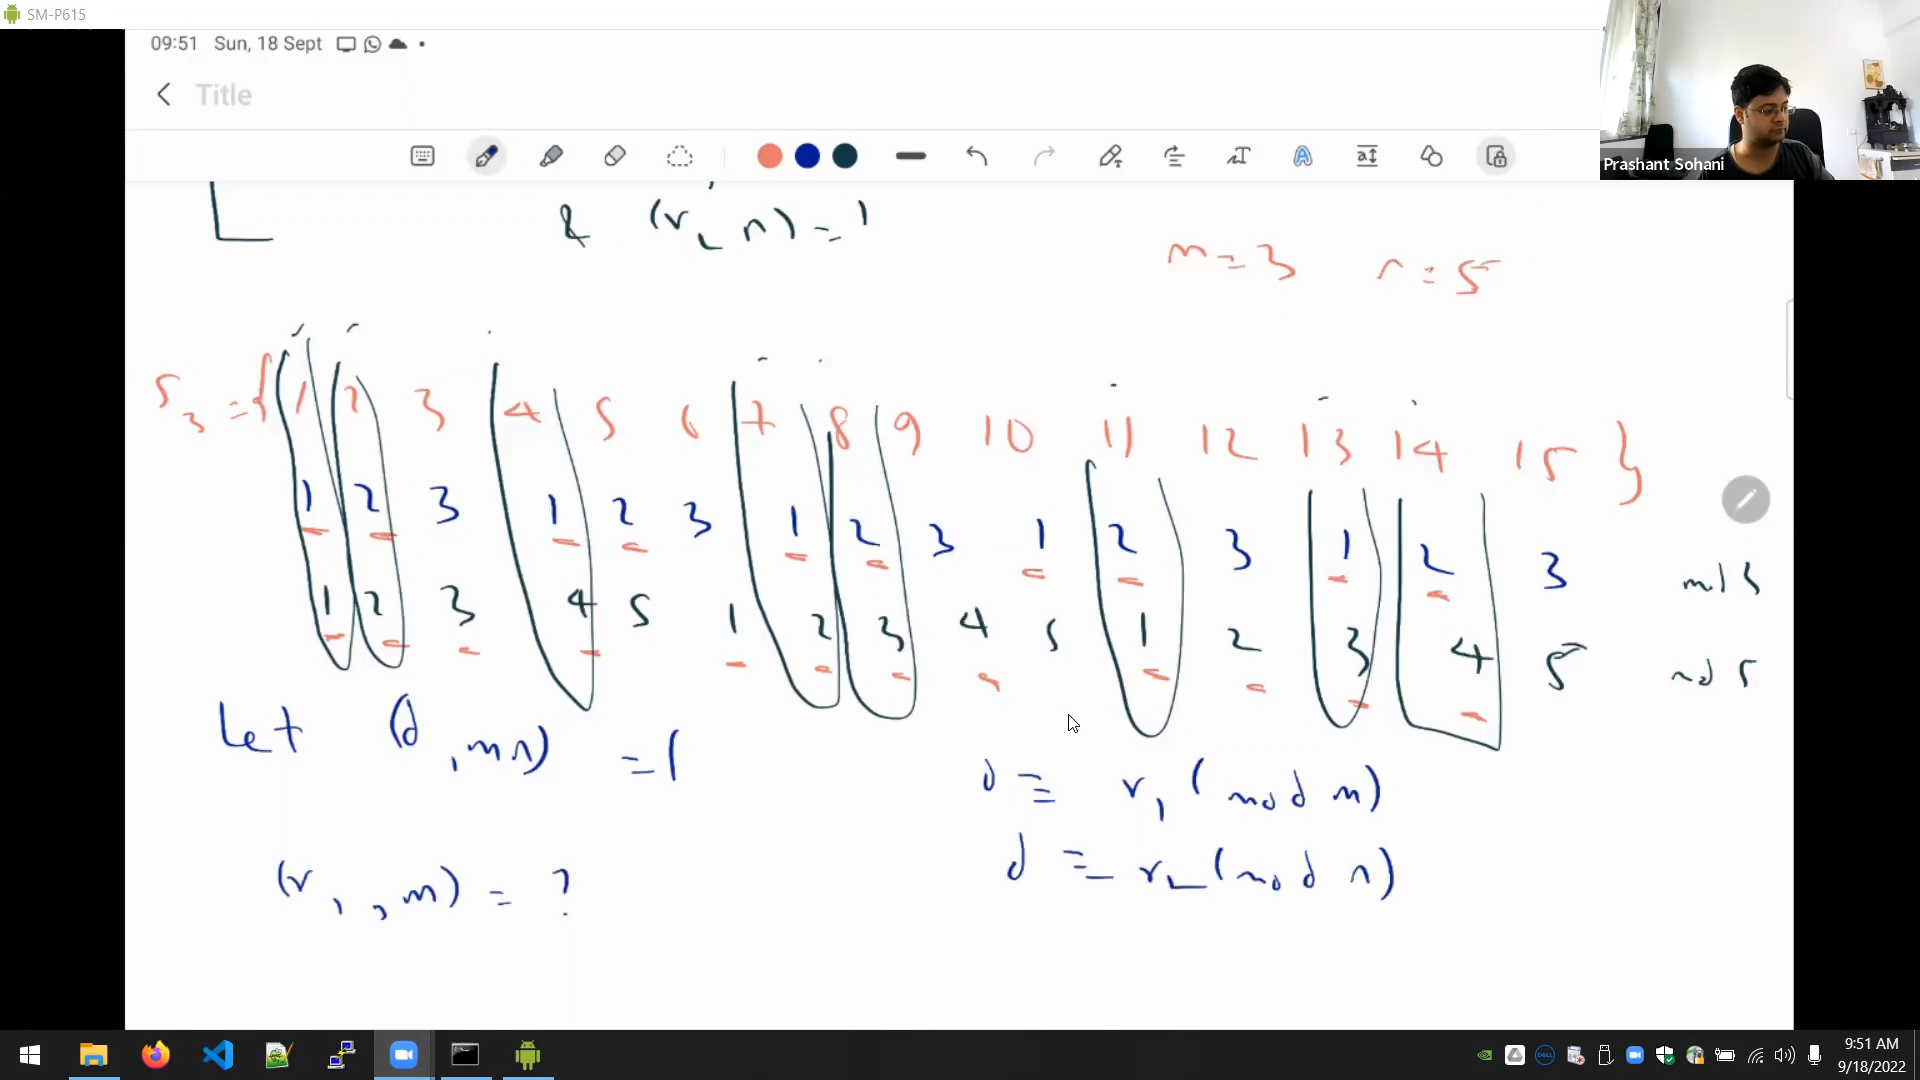 SM-P615
09:51 Sun, 18 Sept
Title
Prashant Sohani
& (r₂ n) = 1
m = 3 n = 5
S₃ = { 1 2 3 4 5 6 7 8 9 10 11 12 13 14 15 }
1 2 3 1 2 3 1 2 3 1 2 3 1 2 3 md 3
1 2 3 4 5 1 2 3 4 5 1 2 3 4 5 md 5
Let (d, mn) = 1
d ≡ r₁ (mod m)
d ≡ r₂ (mod n)
(r₁, m) = ?
9:51 AM
9/18/2022